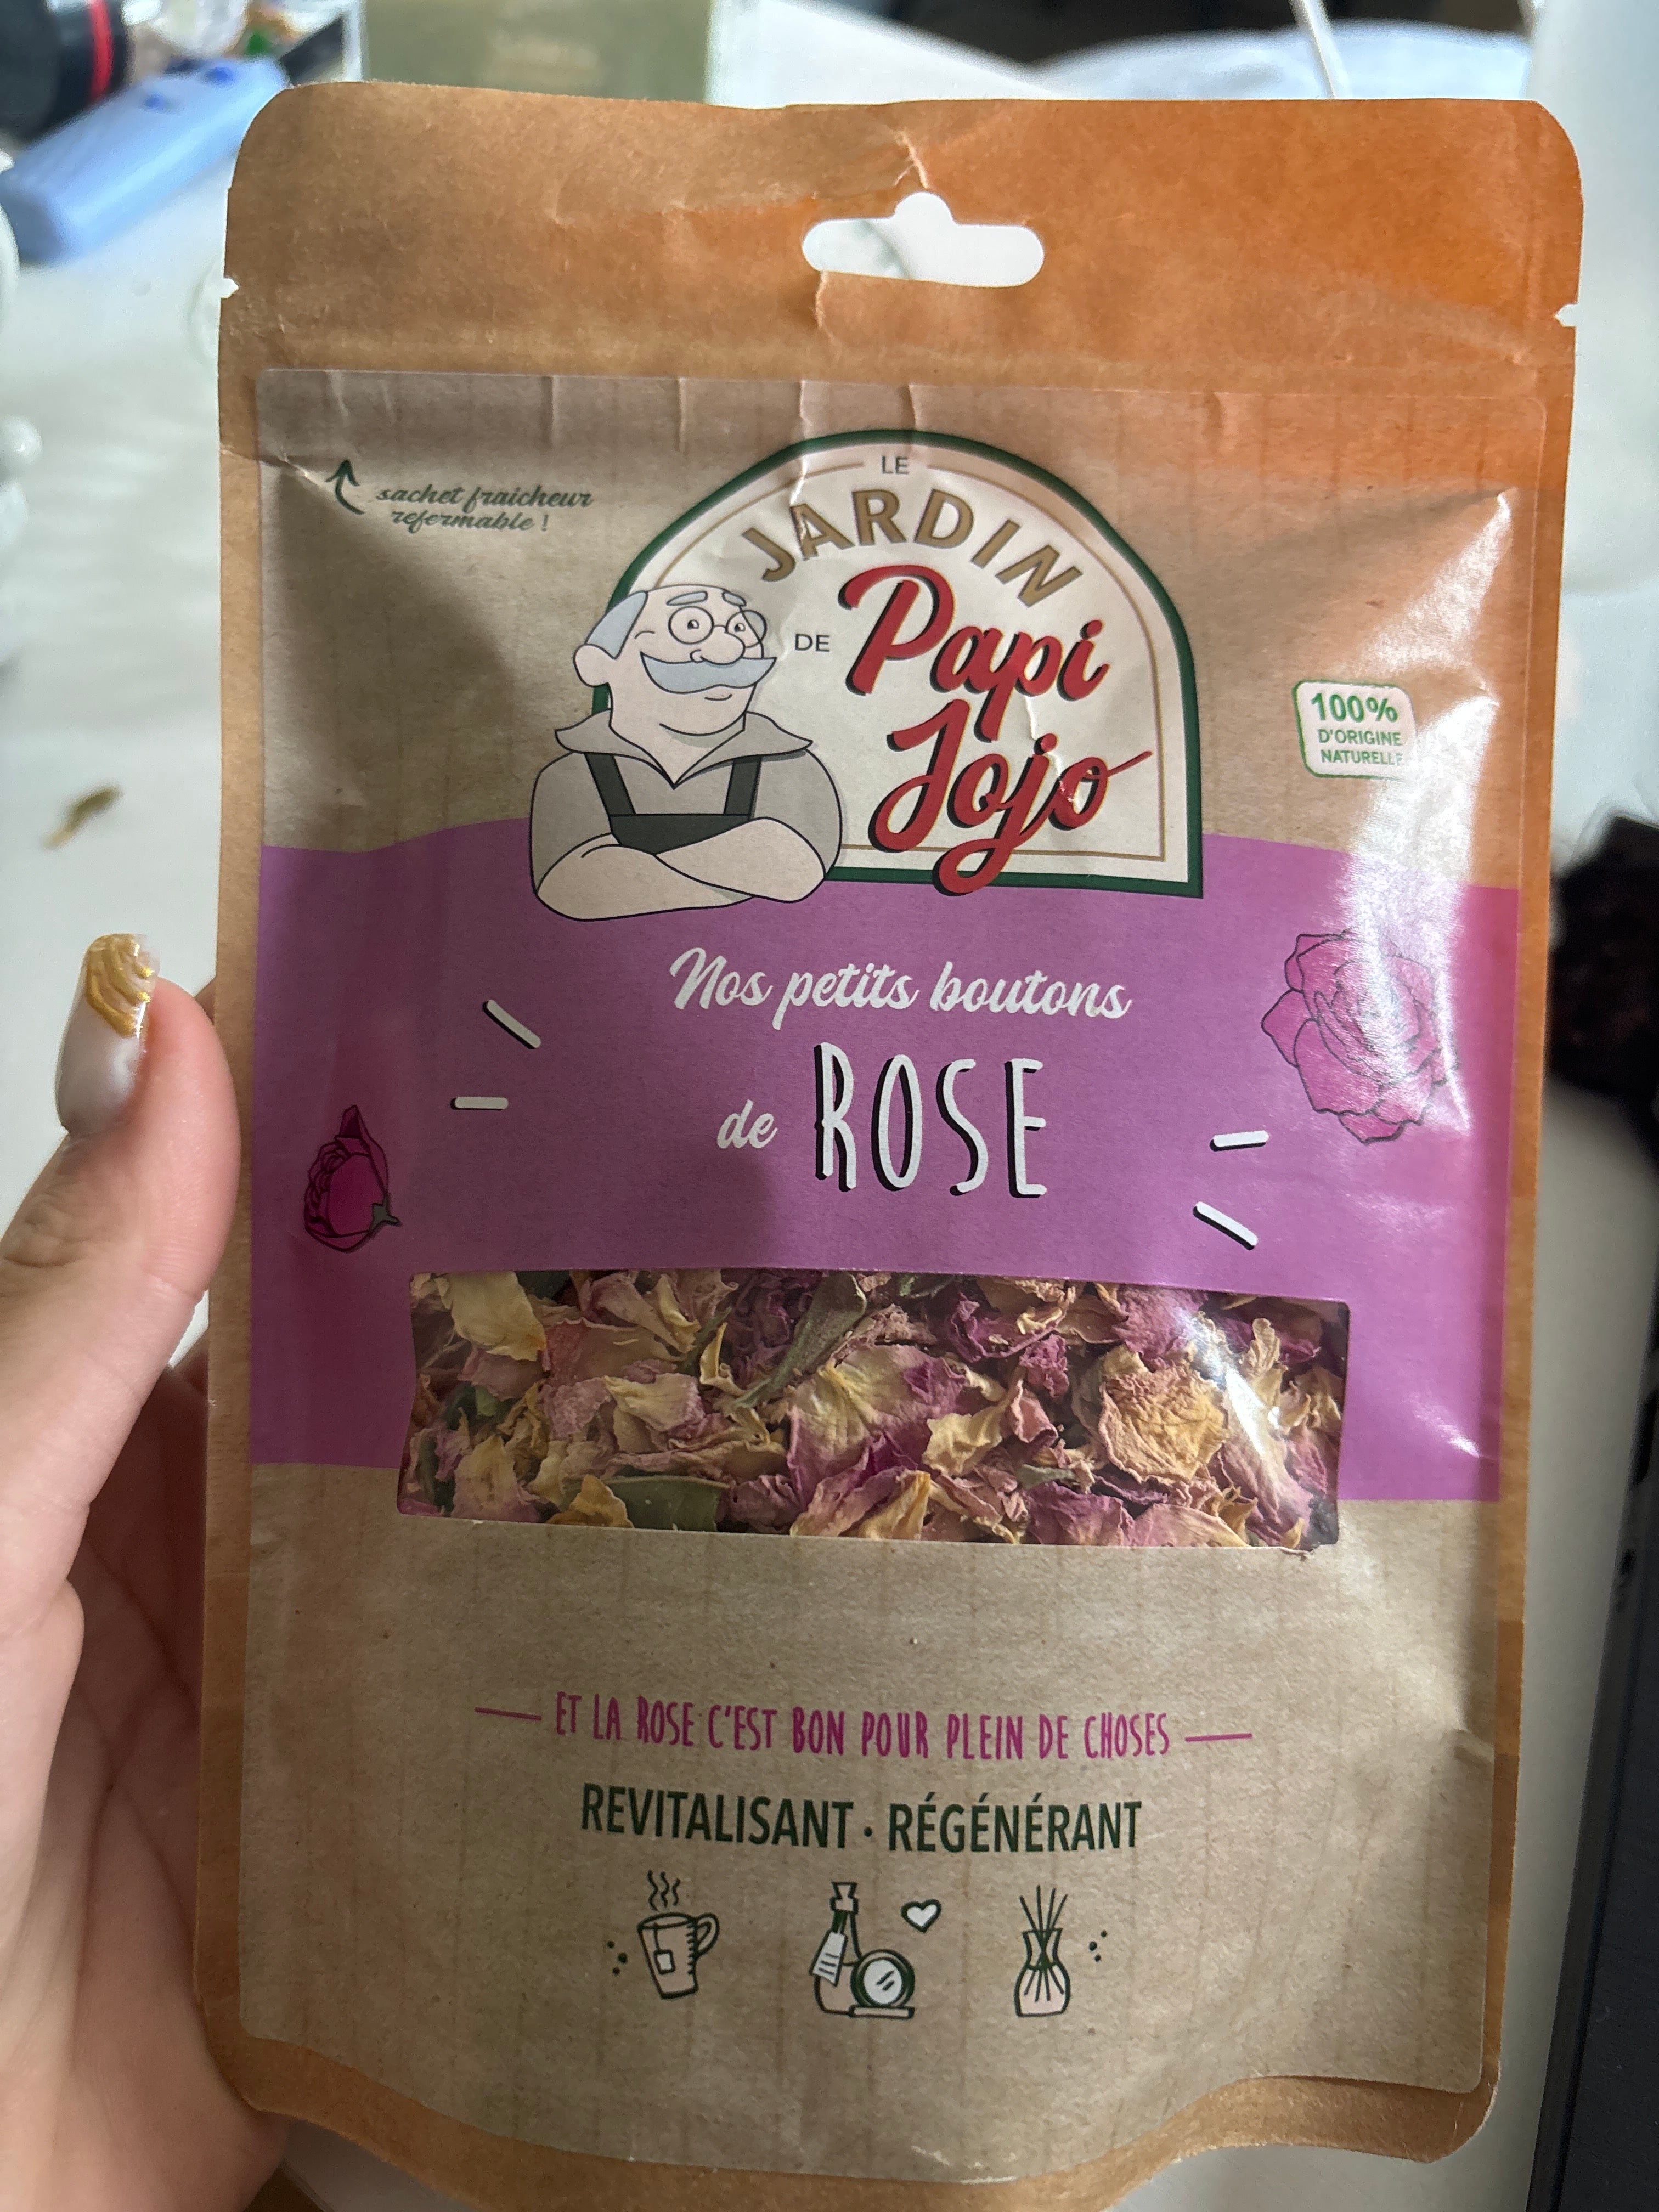 sachet fraicheur
refermable !
LE
JARDIN
DE Papi
Jojo
100%
D'ORIGINE
NATURELLE
Nos petits boutons
de ROSE
ET LA ROSE C'EST BON POUR PLEIN DE CHOSES
REVITALISANT · RÉGÉNÉRANT